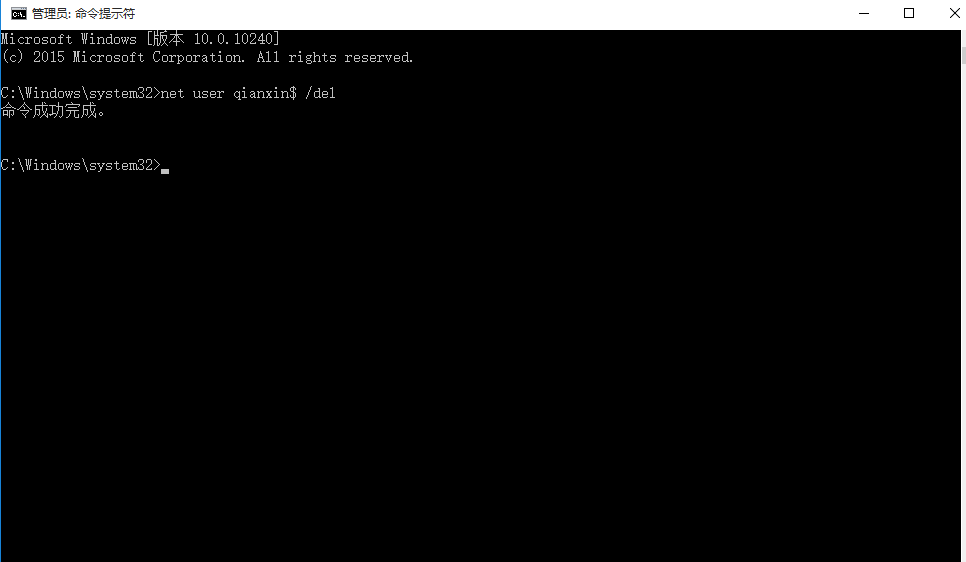 管理员: 命令提示符
Microsoft Windows [版本 10.0.10240]
(c) 2015 Microsoft Corporation. All rights reserved.
C:\Windows\system32>net user qianxin$ /del
命令成功完成。
C:\Windows\system32>